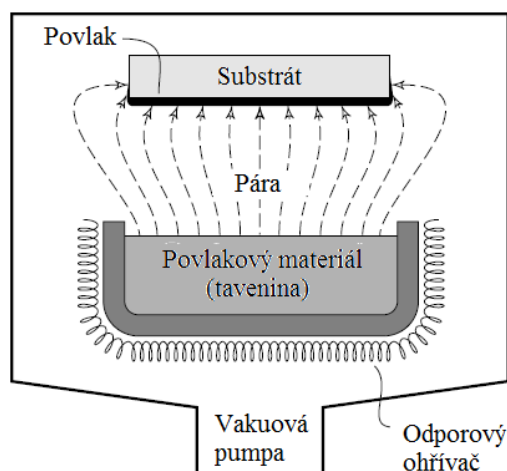 Povlak
Substrát
Pára
Povlakový materiál
(tavenina)
Vakuová
pumpa
Odporový
ohřívač